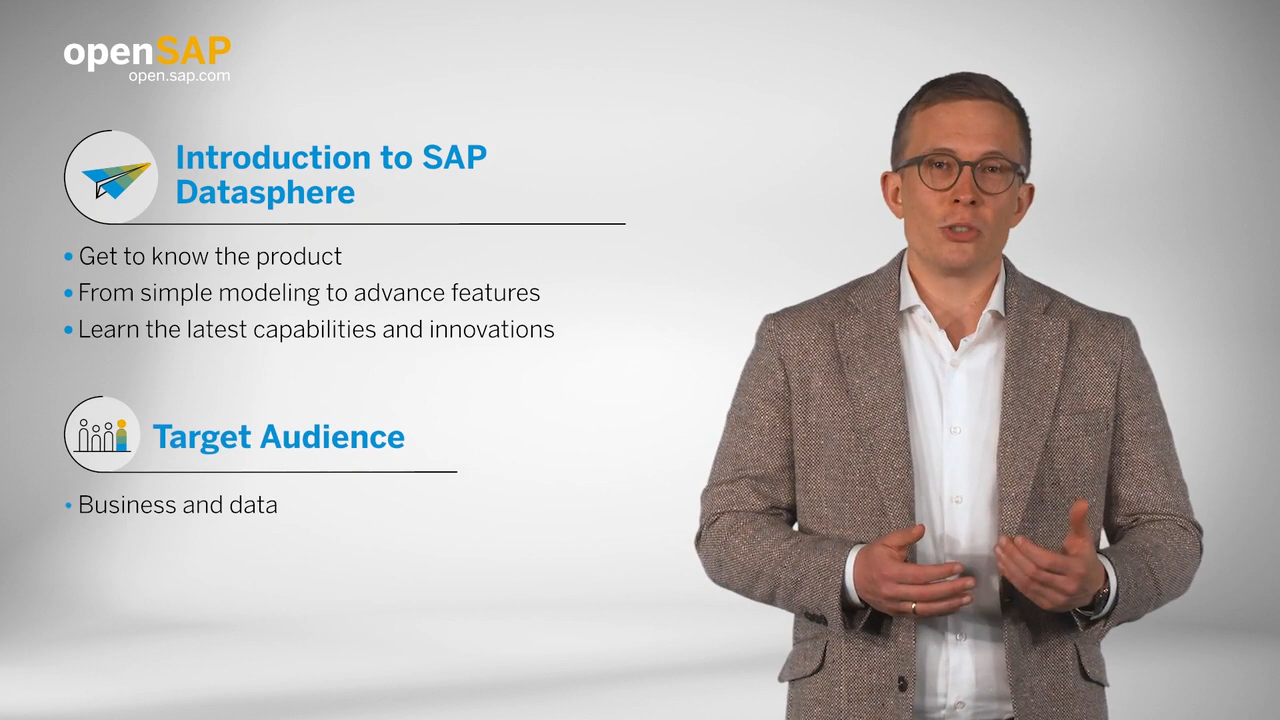 openSAP
open.sap.com
Introduction to SAP
Datasphere
Get to know the product
From simple modeling to advance features
Learn the latest capabilities and innovations
Target Audience
Business and data